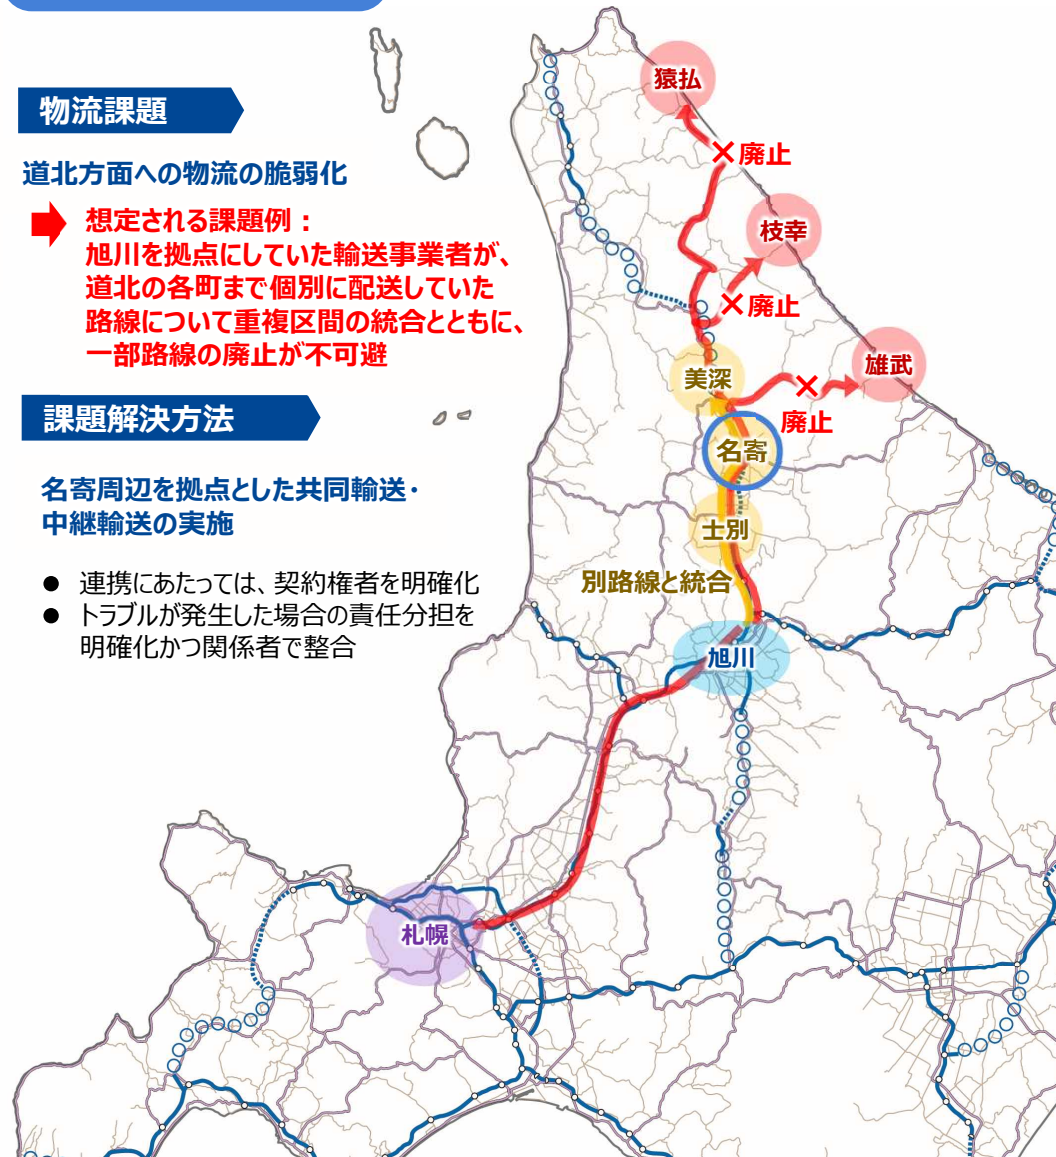 物流課題
道北方面への物流の脆弱化
想定される課題例：
旭川を拠点にしていた輸送事業者が、
道北の各町まで個別に配送していた
路線について重複区間の統合とともに、
一部路線の廃止が不可避
課題解決方法
名寄周辺を拠点とした共同輸送・
中継輸送の実施
● 連携にあたっては、契約権者を明確化
● トラブルが発生した場合の責任分担を
明確化かつ関係者で整合
猿払
×廃止
枝幸
×廃止
美深
雄武
×
廃止
名寄
士別
別路線と統合
旭川
札幌